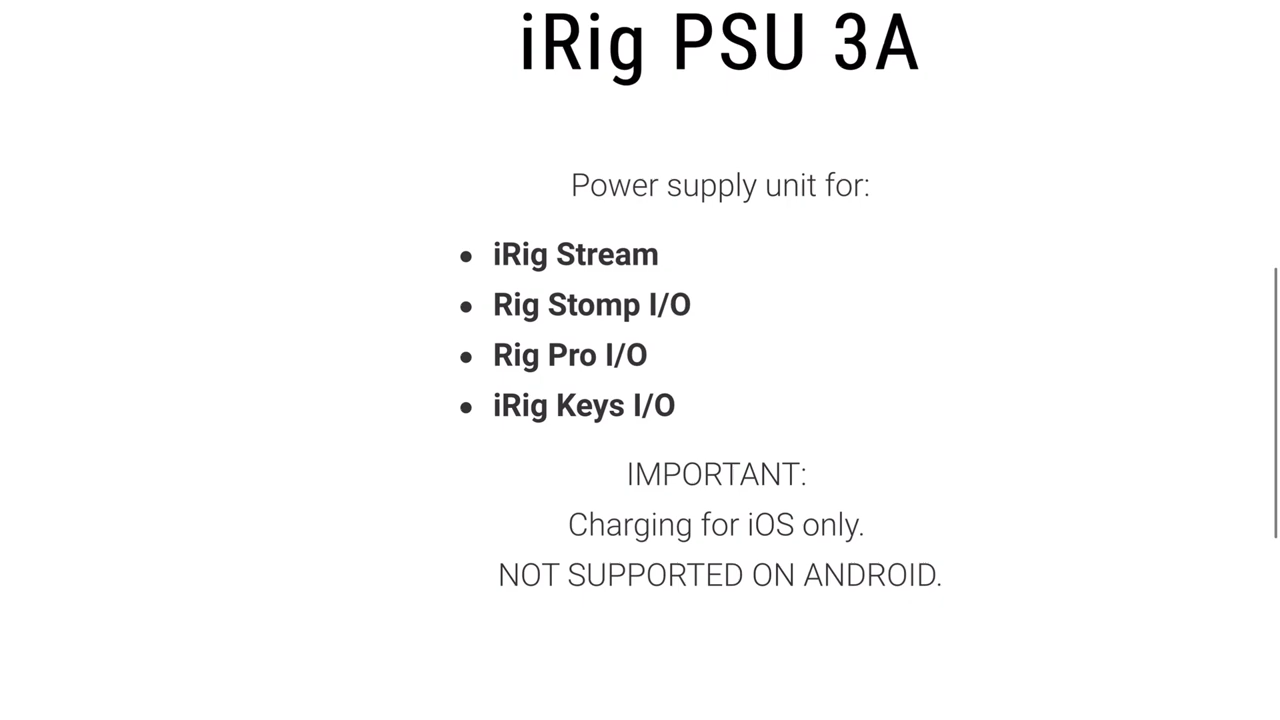 iRig PSU 3A
Power supply unit for:
• iRig Stream
• Rig Stomp I/O
• Rig Pro I/O
• iRig Keys I/O
IMPORTANT:
Charging for iOS only.
NOT SUPPORTED ON ANDROID.